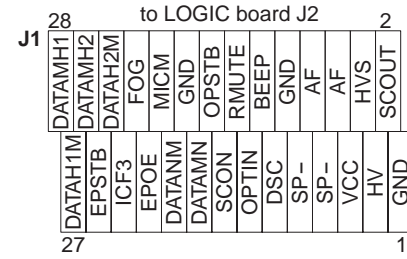 to LOGIC board J2
J1
28
2
DATAMH1
DATAMH2
DATAH2M
FOG
MICM
GND
OPSTB
RMUTE
BEEP
GND
AF
AF
HVS
SCOUT
DATAH1M
EPSTB
ICF3
EPOE
DATANM
DATAMN
SCON
OPTIN
DSC
SP–
SP–
VCC
HV
GND
27
1